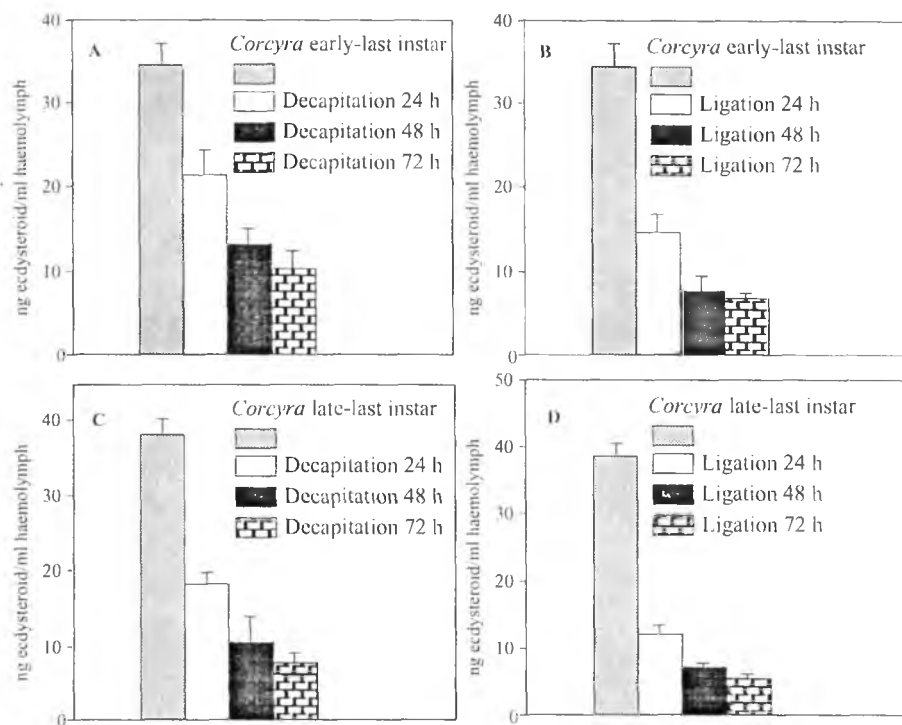 A
Corcyra early-last instar
Decapitation 24 h
Decapitation 48 h
Decapitation 72 h
ng ecdysteroid/ml haemolymph
40
30
20
10
0
B
Corcyra early-last instar
Ligation 24 h
Ligation 48 h
Ligation 72 h
ng ecdysteroid/ml haemolymph
40
30
20
10
0
C
Corcyra late-last instar
Decapitation 24 h
Decapitation 48 h
Decapitation 72 h
ng ecdysteroid/ml haemolymph
40
30
20
10
0
D
Corcyra late-last instar
Ligation 24 h
Ligation 48 h
Ligation 72 h
ng ecdysteroid/ml haemolymph
50
40
30
20
10
0